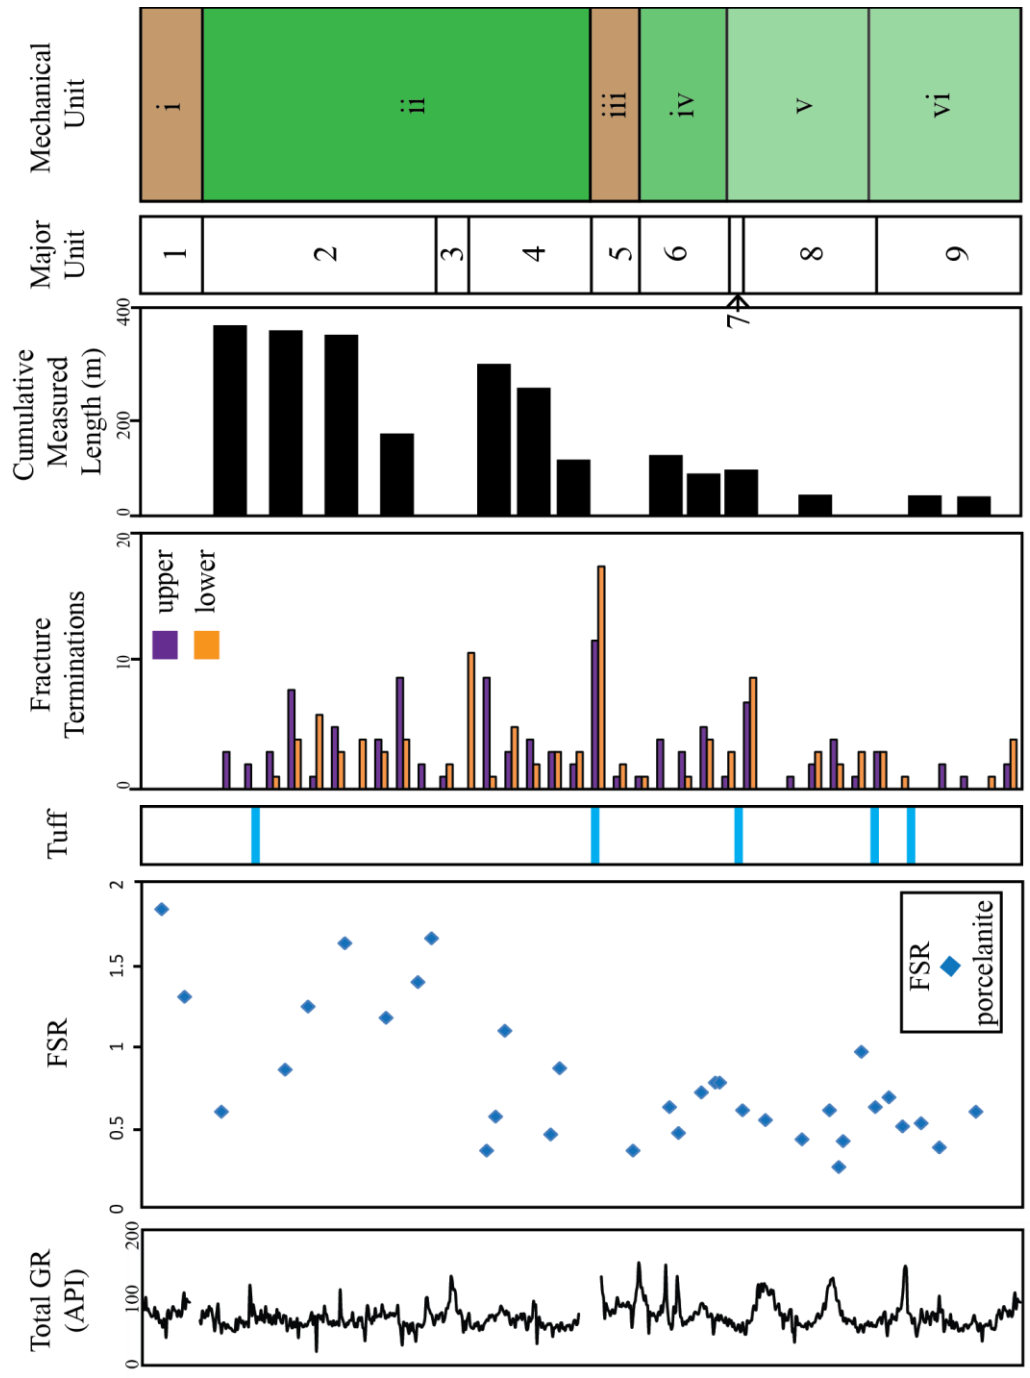 Mechanical
Unit
i
ii
iii
iv
v
vi
Major
Unit
1
2
3
4
5
6
7
8
9
Cumulative
Measured
Length (m)
0
200
400
Fracture
Terminations
0
10
20
upper
lower
Tuff
FSR
0
0.5
1
1.5
2
FSR
porcelanite
Total GR
(API)
0
100
200